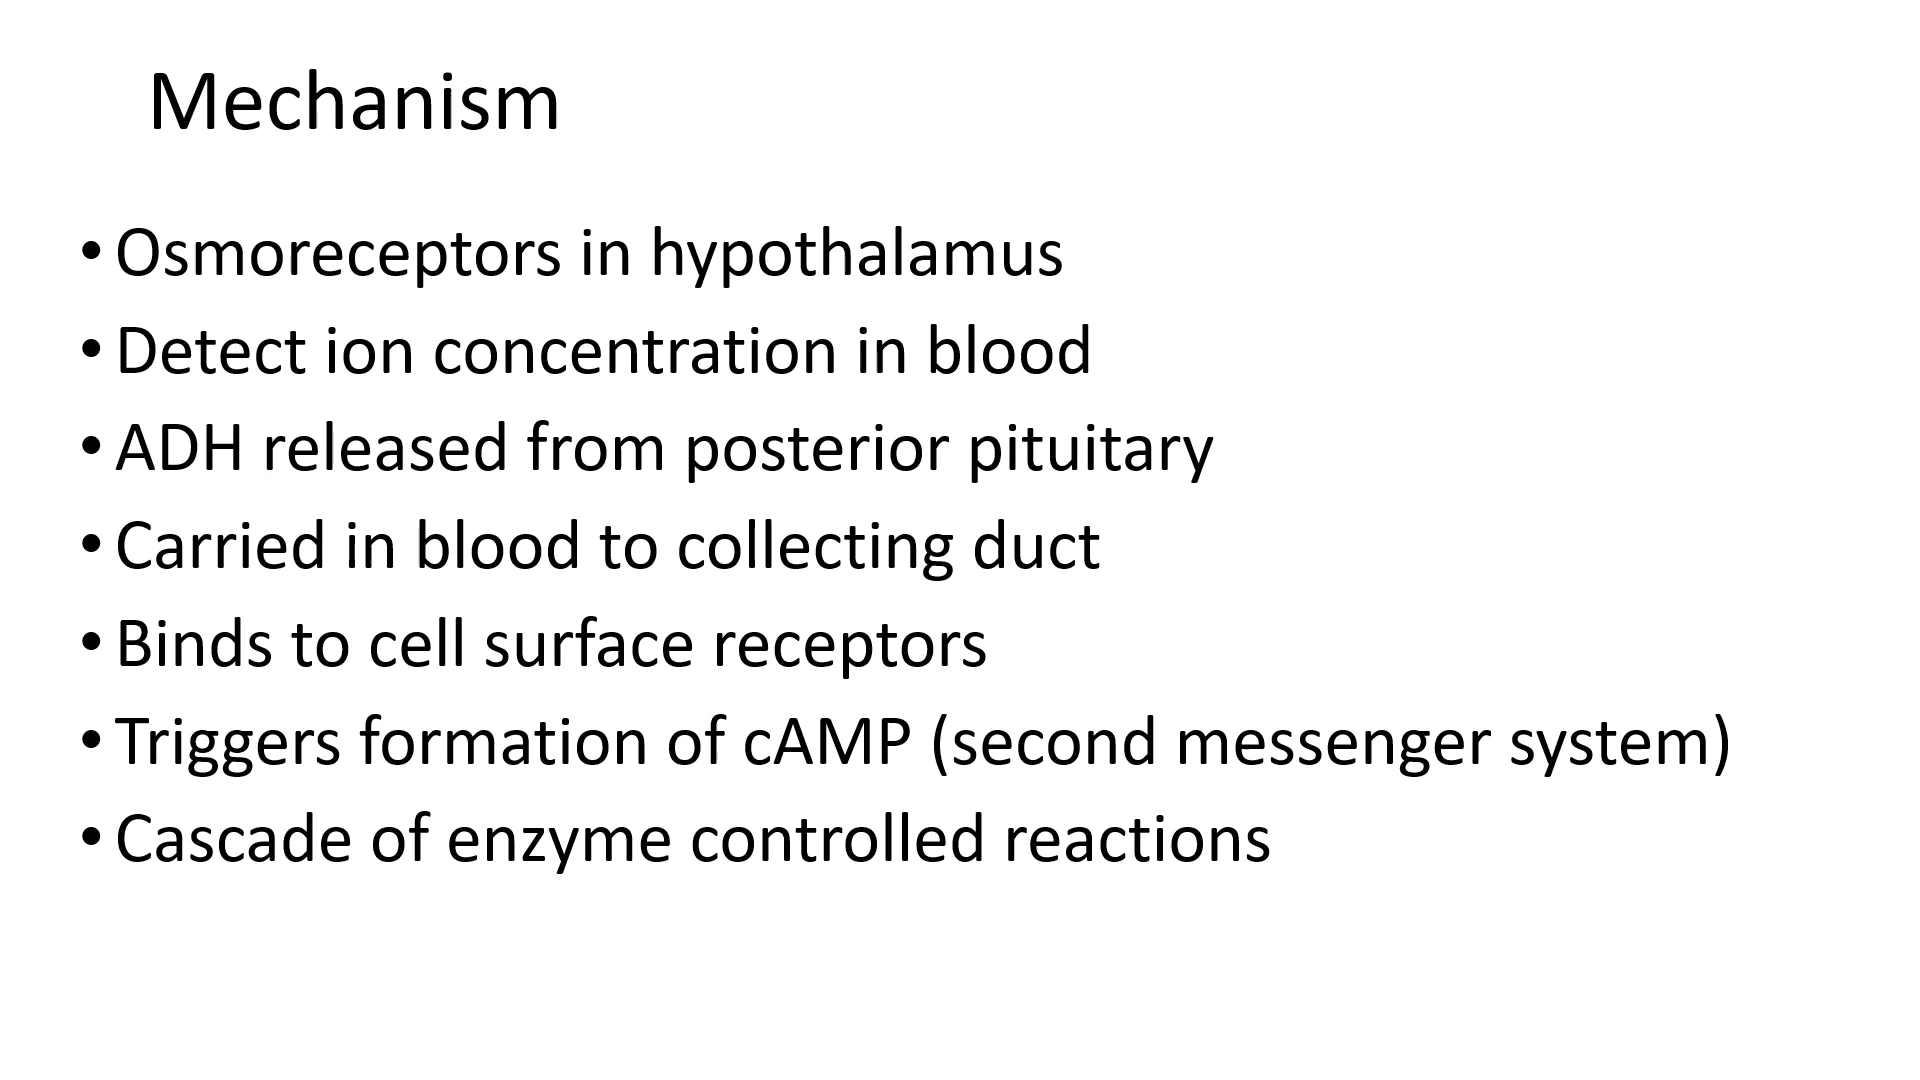 Mechanism
• Osmoreceptors in hypothalamus
• Detect ion concentration in blood
• ADH released from posterior pituitary
• Carried in blood to collecting duct
• Binds to cell surface receptors
• Triggers formation of cAMP (second messenger system)
• Cascade of enzyme controlled reactions